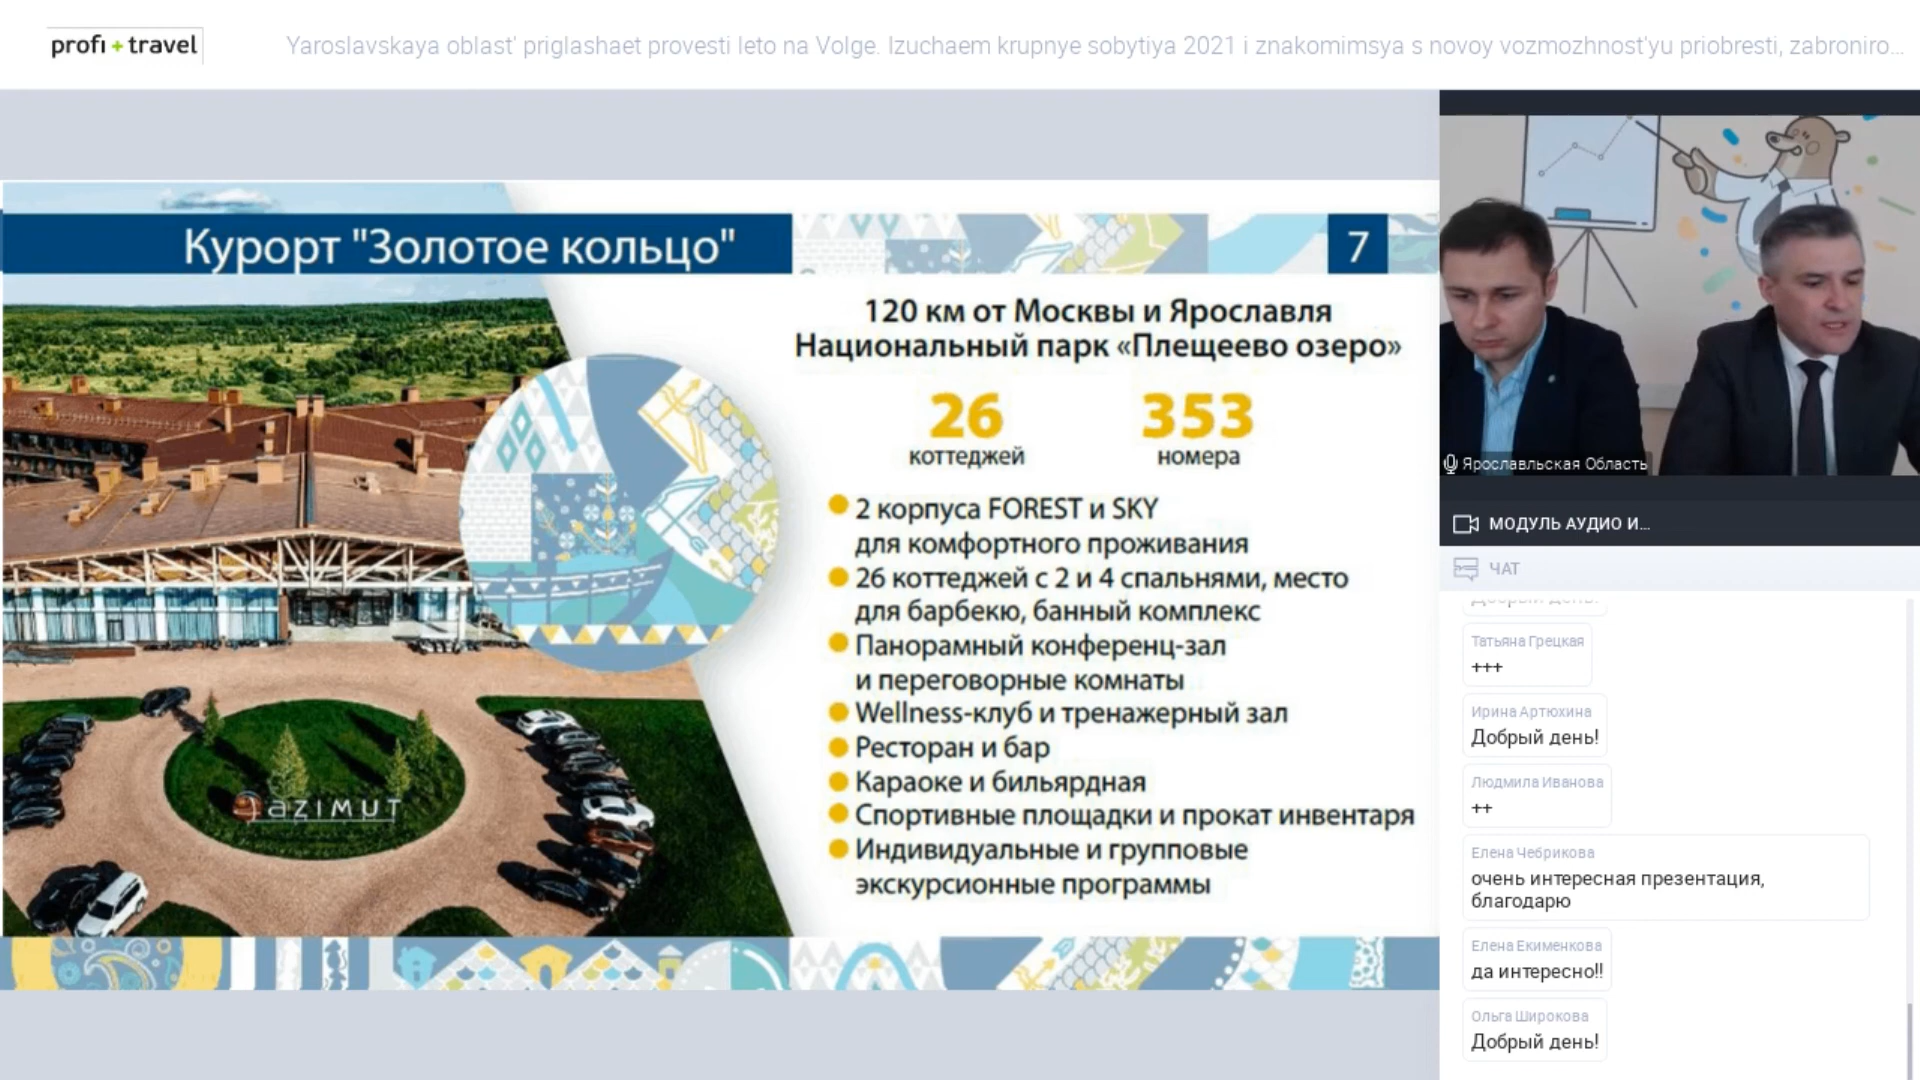 profi + travel
Yaroslavskaya oblast' priglashaet provesti leto na Volge. Izuchaem krupnye sobytiya 2021 i znakomimsya s novoy vozmozhnost'yu priobresti, zabroniro...
Курорт "Золотое кольцо"
7
120 км от Москвы и Ярославля
Национальный парк «Плещеево озеро»
26 353
коттеджей номера
2 корпуса FOREST и SKY
для комфортного проживания
26 коттеджей с 2 и 4 спальнями, место
для барбекю, банный комплекс
Панорамный конференц-зал
и переговорные комнаты
Wellness-клуб и тренажерный зал
Ресторан и бар
Караоке и бильярдная
Спортивные площадки и прокат инвентаря
Индивидуальные и групповые
экскурсионные программы
AZIMUT
Ярославльская Область
МОДУЛЬ АУДИО И...
ЧАТ
Добрый день!
Татьяна Грецкая
+++
Ирина Артюхина
Добрый день!
Людмила Иванова
++
Елена Чебрикова
очень интересная презентация,
благодарю
Елена Екименкова
да интересно!!
Ольга Широкова
Добрый день!